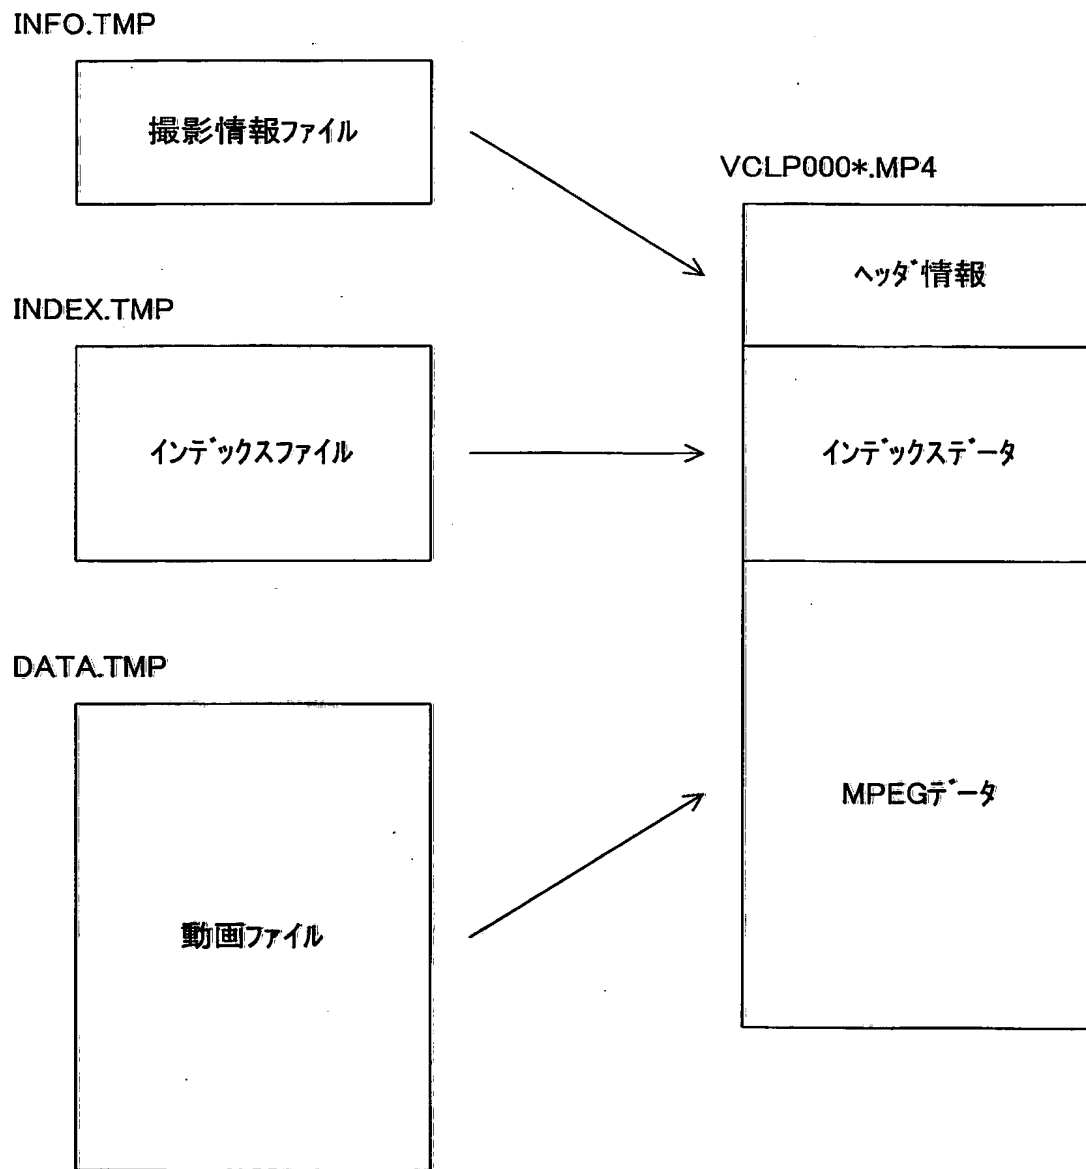 INFO.TMP
撮影情報ファイル
INDEX.TMP
インデックスファイル
DATA.TMP
動画ファイル
VCLP000*.MP4
ヘッダ情報
インデックスデータ
MPEGデータ